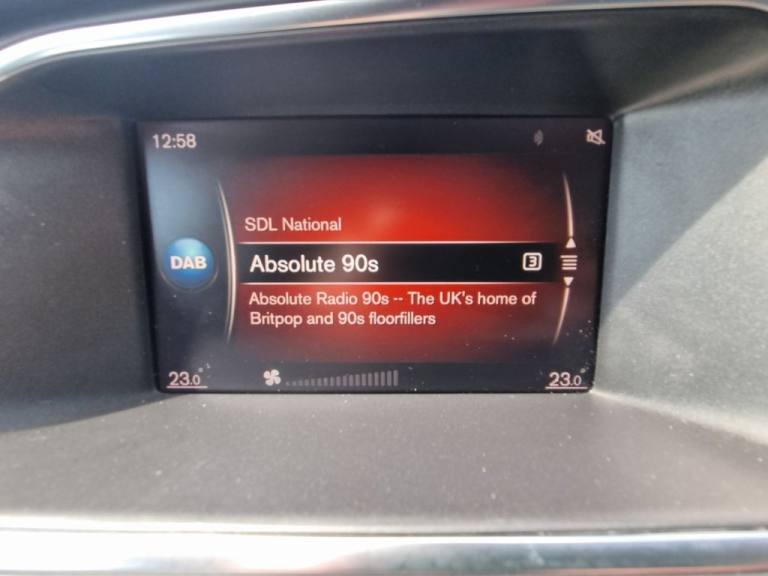 12:58
SDL National
DAB
Absolute 90s 3
Absolute Radio 90s -- The UK's home of
Britpop and 90s floorfillers
23.0° 23.0°